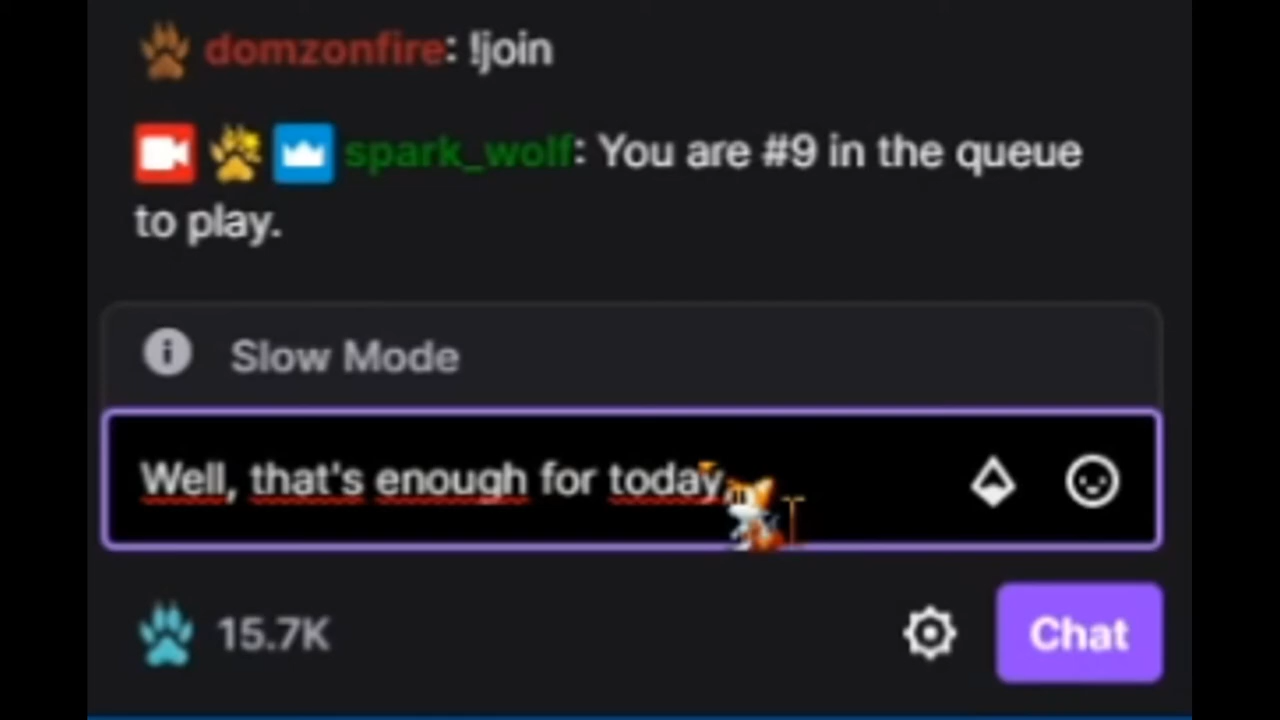 domzonfire: !join
spark_wolf: You are #9 in the queue
to play.
Slow Mode
Well, that's enough for today.
15.7K
Chat